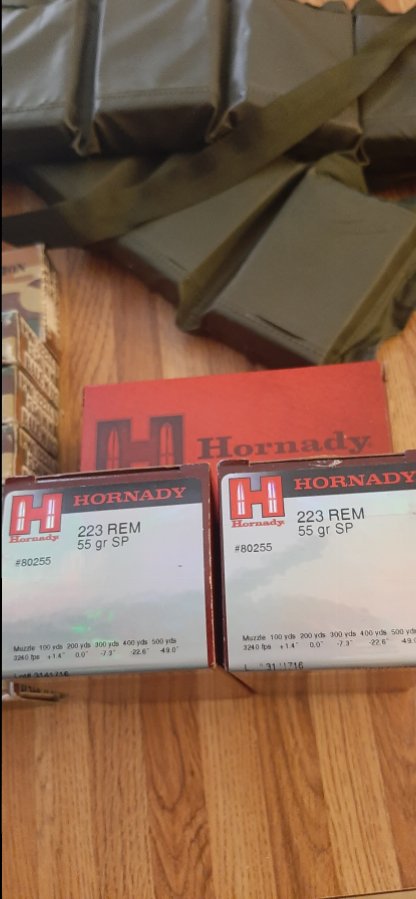 Hornady
HORNADY
Hornady
223 REM
55 gr SP
#80255
Muzzle 100 yds 200 yds 300 yds 400 yds 500 yds
3240 fps +1.4" 0.0" -7.3" -22.6" -49.0"
Lot# 3141716
HORNADY
Hornady
223 REM
55 gr SP
#80255
Muzzle 100 yds 200 yds 300 yds 400 yds 500
3240 fps +1.4" 0.0" -7.3" -22.6" -49.0